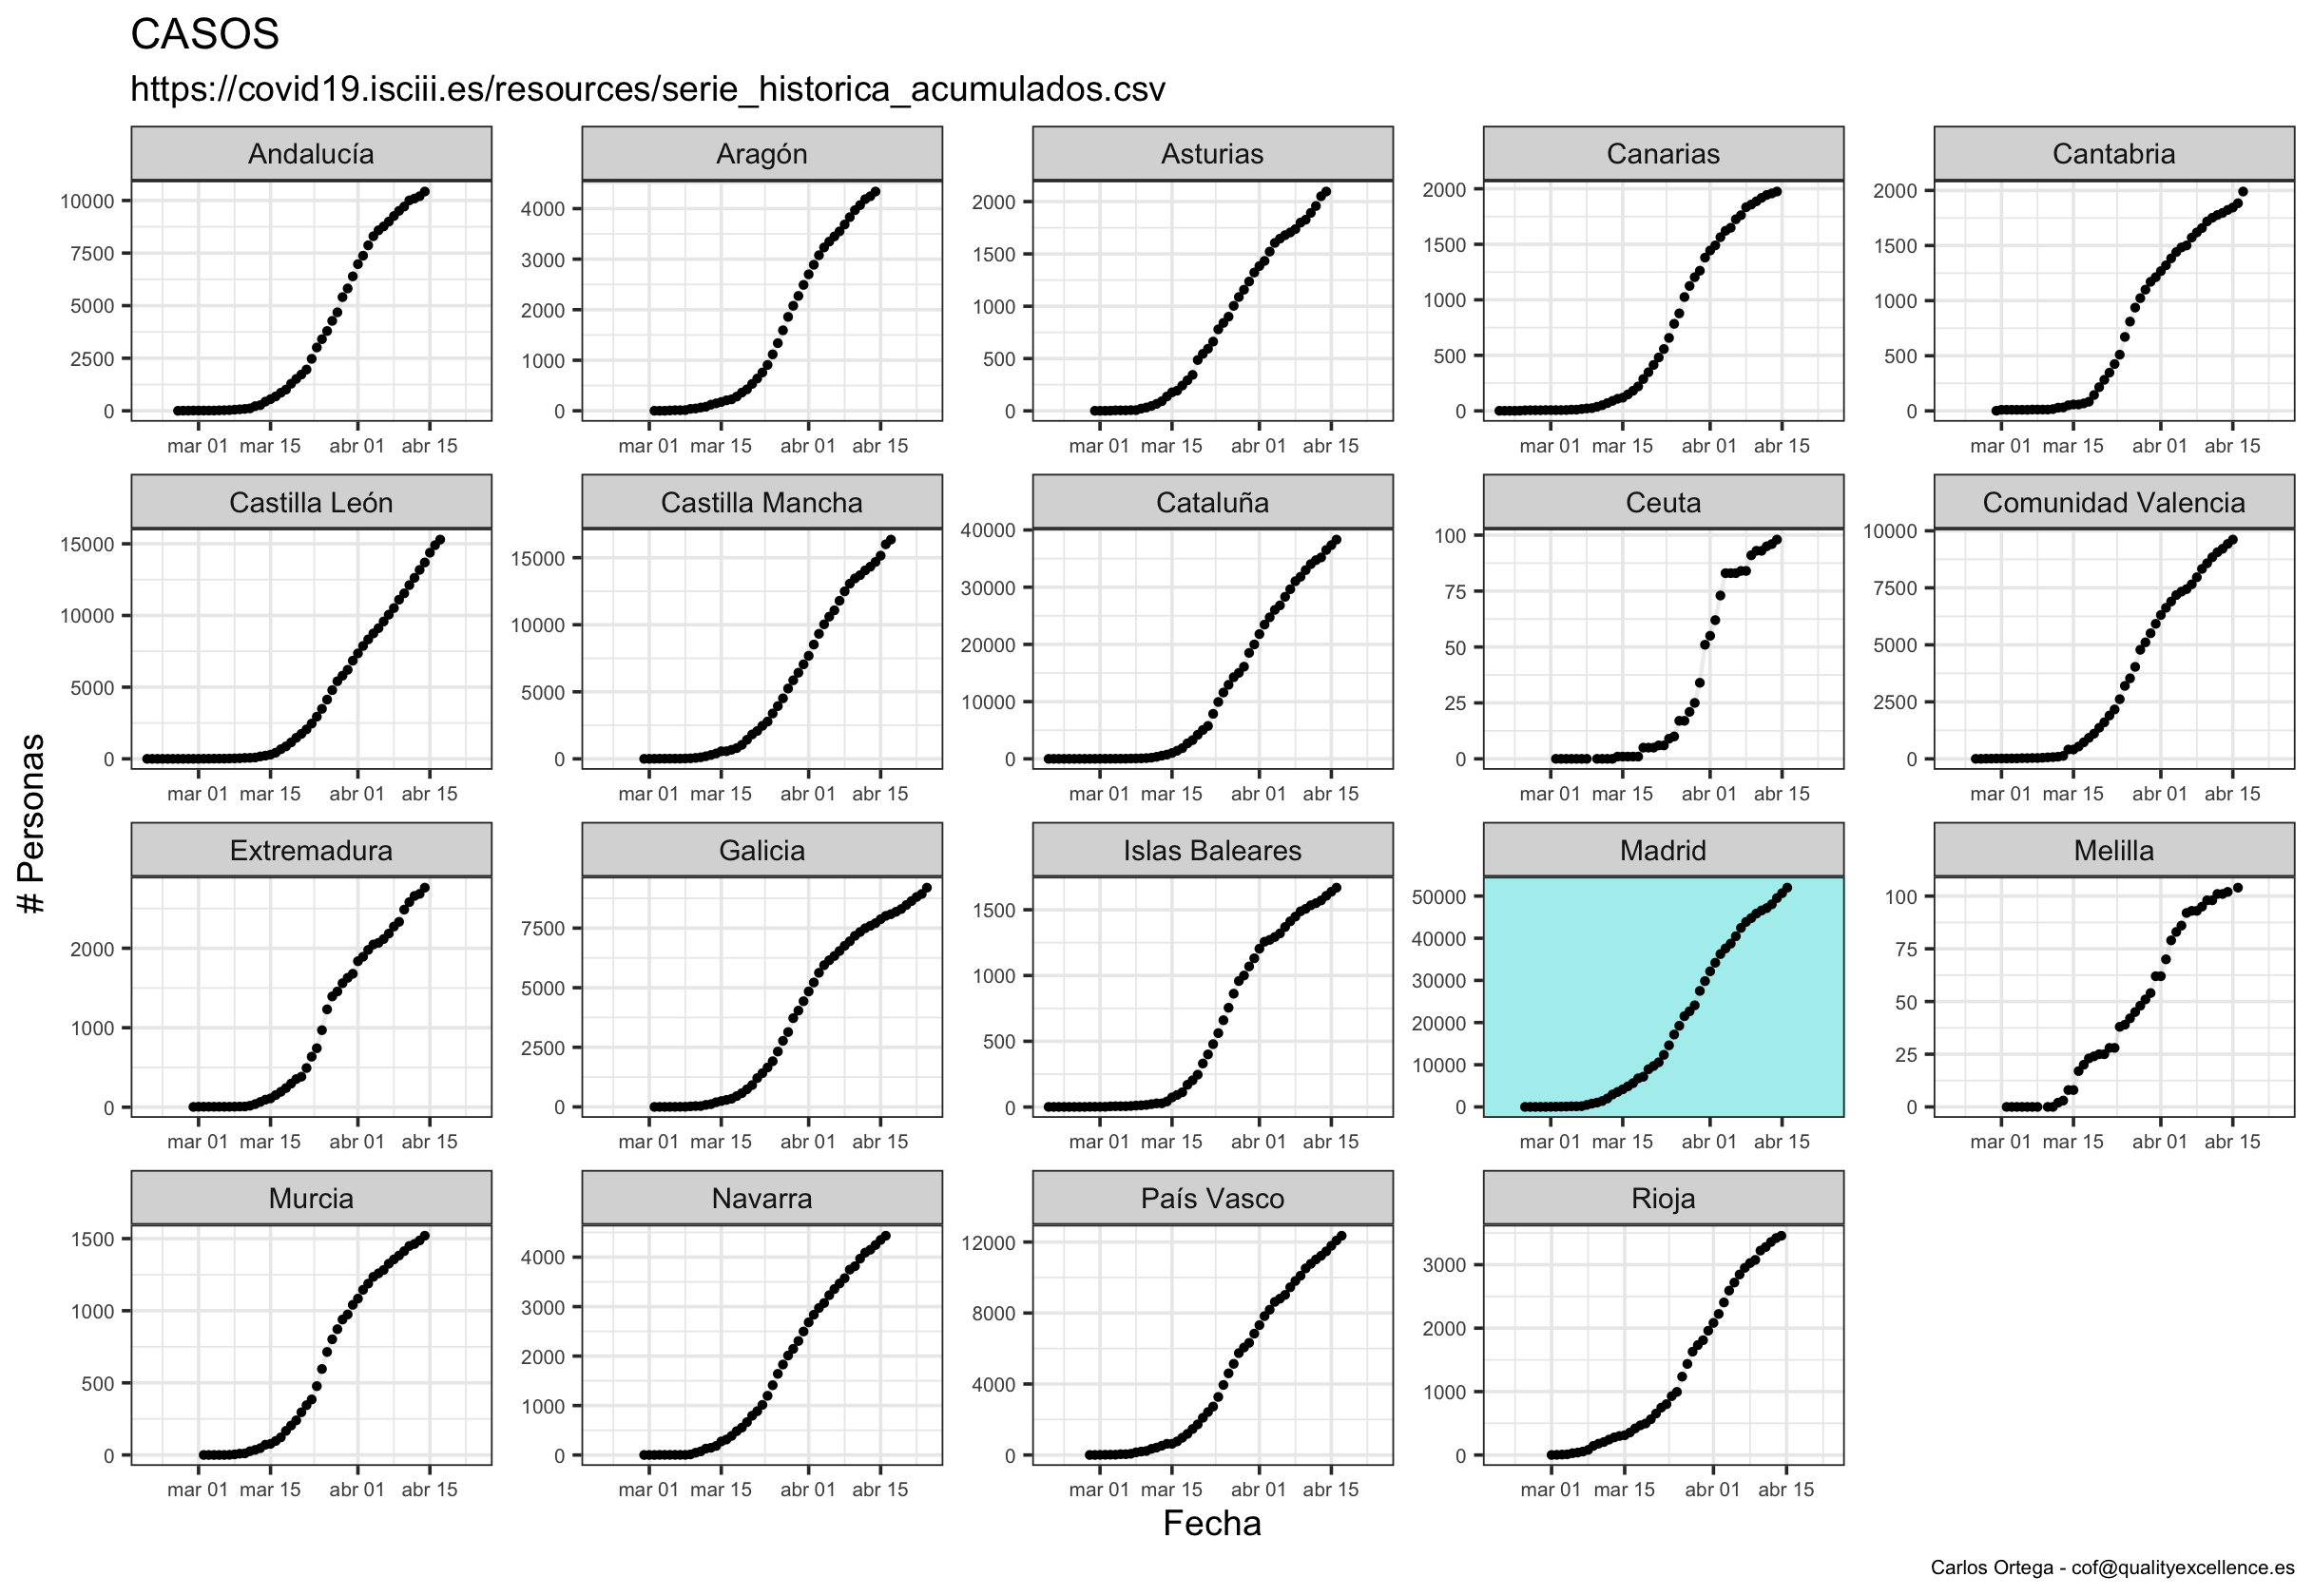 CASOS
https://covid19.isciii.es/resources/serie_historica_acumulados.csv
# Personas
Andalucía
10000
7500
5000
2500
0
mar 01 mar 15 abr 01 abr 15
Aragón
4000
3000
2000
1000
0
mar 01 mar 15 abr 01 abr 15
Asturias
2000
1500
1000
500
0
mar 01 mar 15 abr 01 abr 15
Canarias
2000
1500
1000
500
0
mar 01 mar 15 abr 01 abr 15
Cantabria
2000
1500
1000
500
0
mar 01 mar 15 abr 01 abr 15
Castilla León
15000
10000
5000
0
mar 01 mar 15 abr 01 abr 15
Castilla Mancha
15000
10000
5000
0
mar 01 mar 15 abr 01 abr 15
Cataluña
40000
30000
20000
10000
0
mar 01 mar 15 abr 01 abr 15
Ceuta
100
75
50
25
0
mar 01 mar 15 abr 01 abr 15
Comunidad Valencia
10000
7500
5000
2500
0
mar 01 mar 15 abr 01 abr 15
Extremadura
2000
1000
0
mar 01 mar 15 abr 01 abr 15
Galicia
7500
5000
2500
0
mar 01 mar 15 abr 01 abr 15
Islas Baleares
1500
1000
500
0
mar 01 mar 15 abr 01 abr 15
Madrid
50000
40000
30000
20000
10000
0
mar 01 mar 15 abr 01 abr 15
Melilla
100
75
50
25
0
mar 01 mar 15 abr 01 abr 15
Murcia
1500
1000
500
0
mar 01 mar 15 abr 01 abr 15
Navarra
4000
3000
2000
1000
0
mar 01 mar 15 abr 01 abr 15
País Vasco
12000
8000
4000
0
mar 01 mar 15 abr 01 abr 15
Rioja
3000
2000
1000
0
mar 01 mar 15 abr 01 abr 15
Fecha
Carlos Ortega - cof@qualityexcellence.es